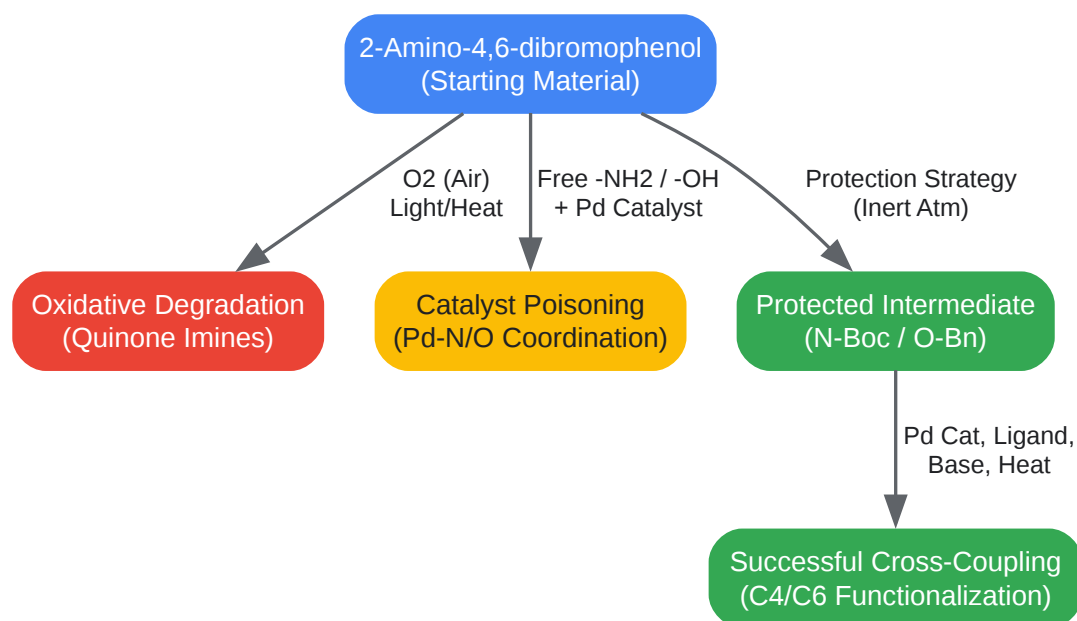 2-Amino-4,6-dibromophenol
(Starting Material)
O2 (Air)
Light/Heat
Free -NH2 / -OH
+ Pd Catalyst
Protection Strategy
(Inert Atm)
Oxidative Degradation
(Quinone Imines)
Catalyst Poisoning
(Pd-N/O Coordination)
Protected Intermediate
(N-Boc / O-Bn)
Pd Cat, Ligand,
Base, Heat
Successful Cross-Coupling
(C4/C6 Functionalization)